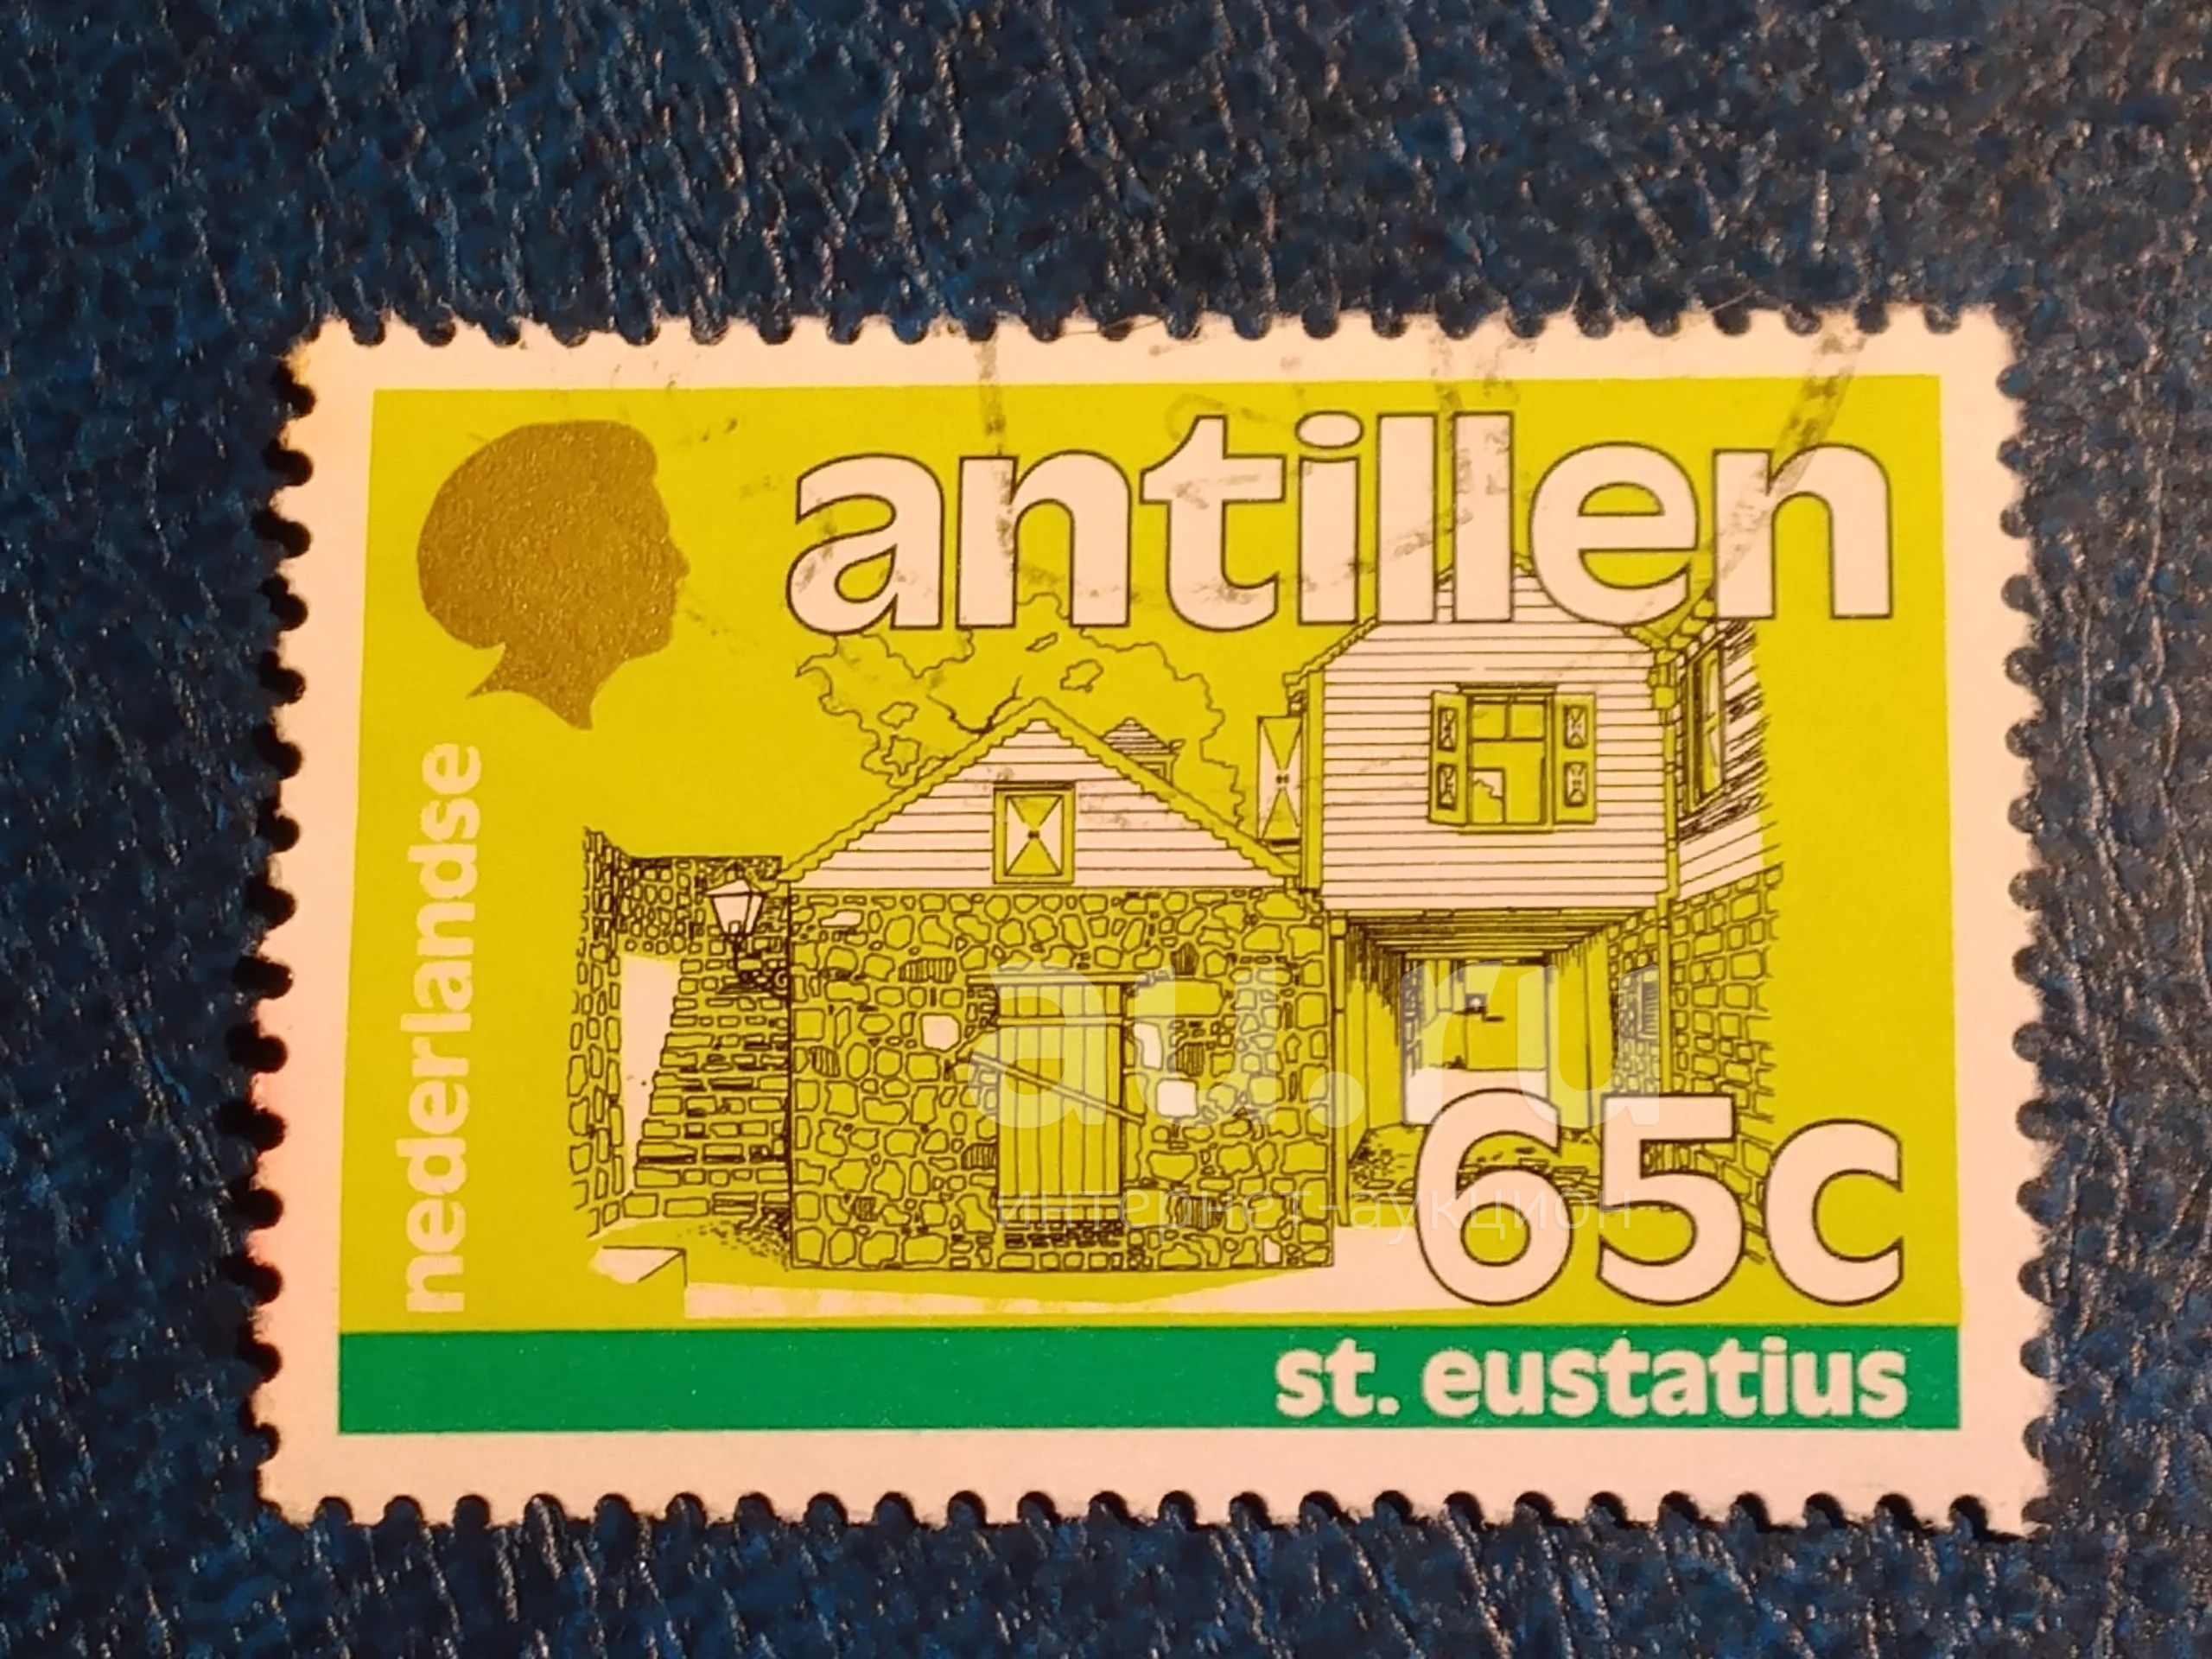 antillen
nederlandse
au.ru
интернет-аукцион
65c
st. eustatius